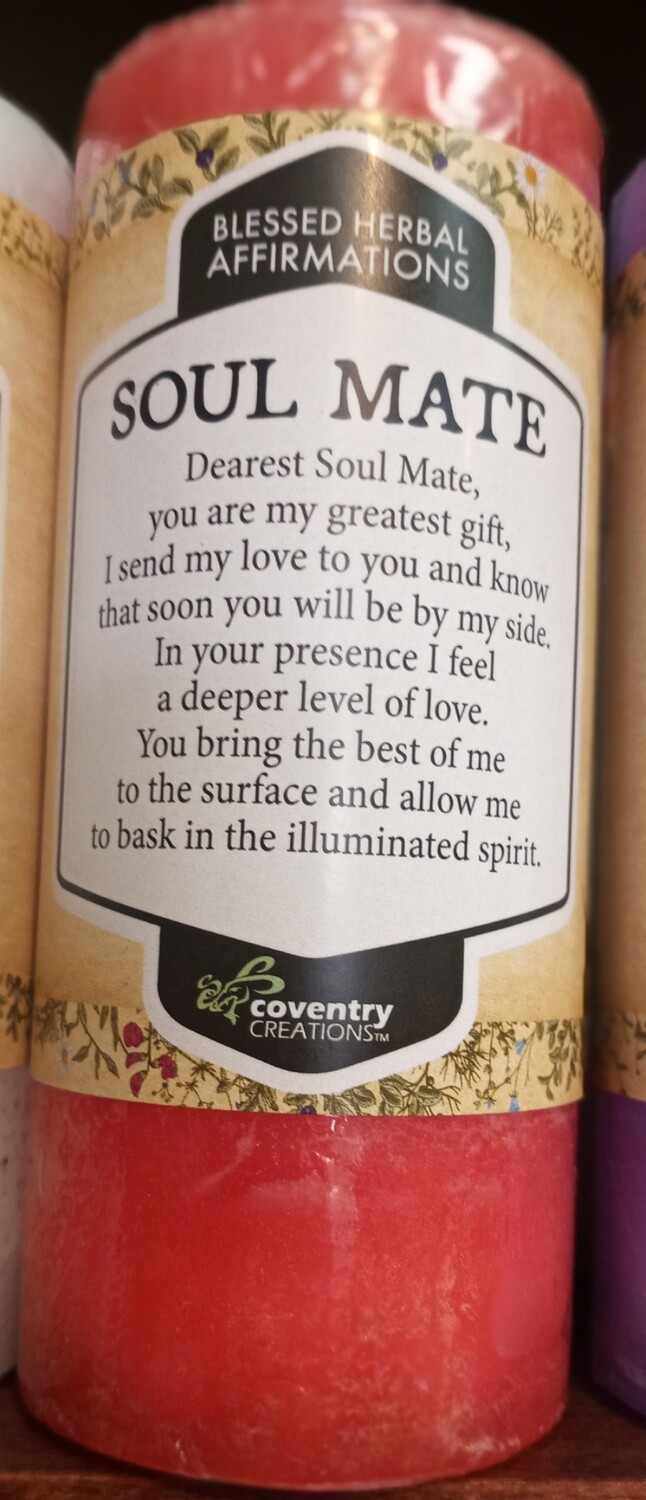 BLESSED HERBAL
AFFIRMATIONS
SOUL MATE
Dearest Soul Mate,
you are my greatest gift,
I send my love to you and know
that soon you will be by my side.
In your presence I feel
a deeper level of love.
You bring the best of me
to the surface and allow me
to bask in the illuminated spirit.
coventry
CREATIONS™